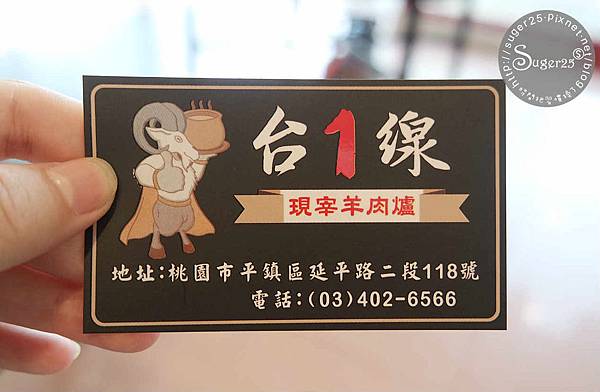 台1線
現宰羊肉爐
地址:桃園市平鎮區延平路二段118號
電話:(03)402-6566
Suger25
http://suger25.Pixnet.net/blog